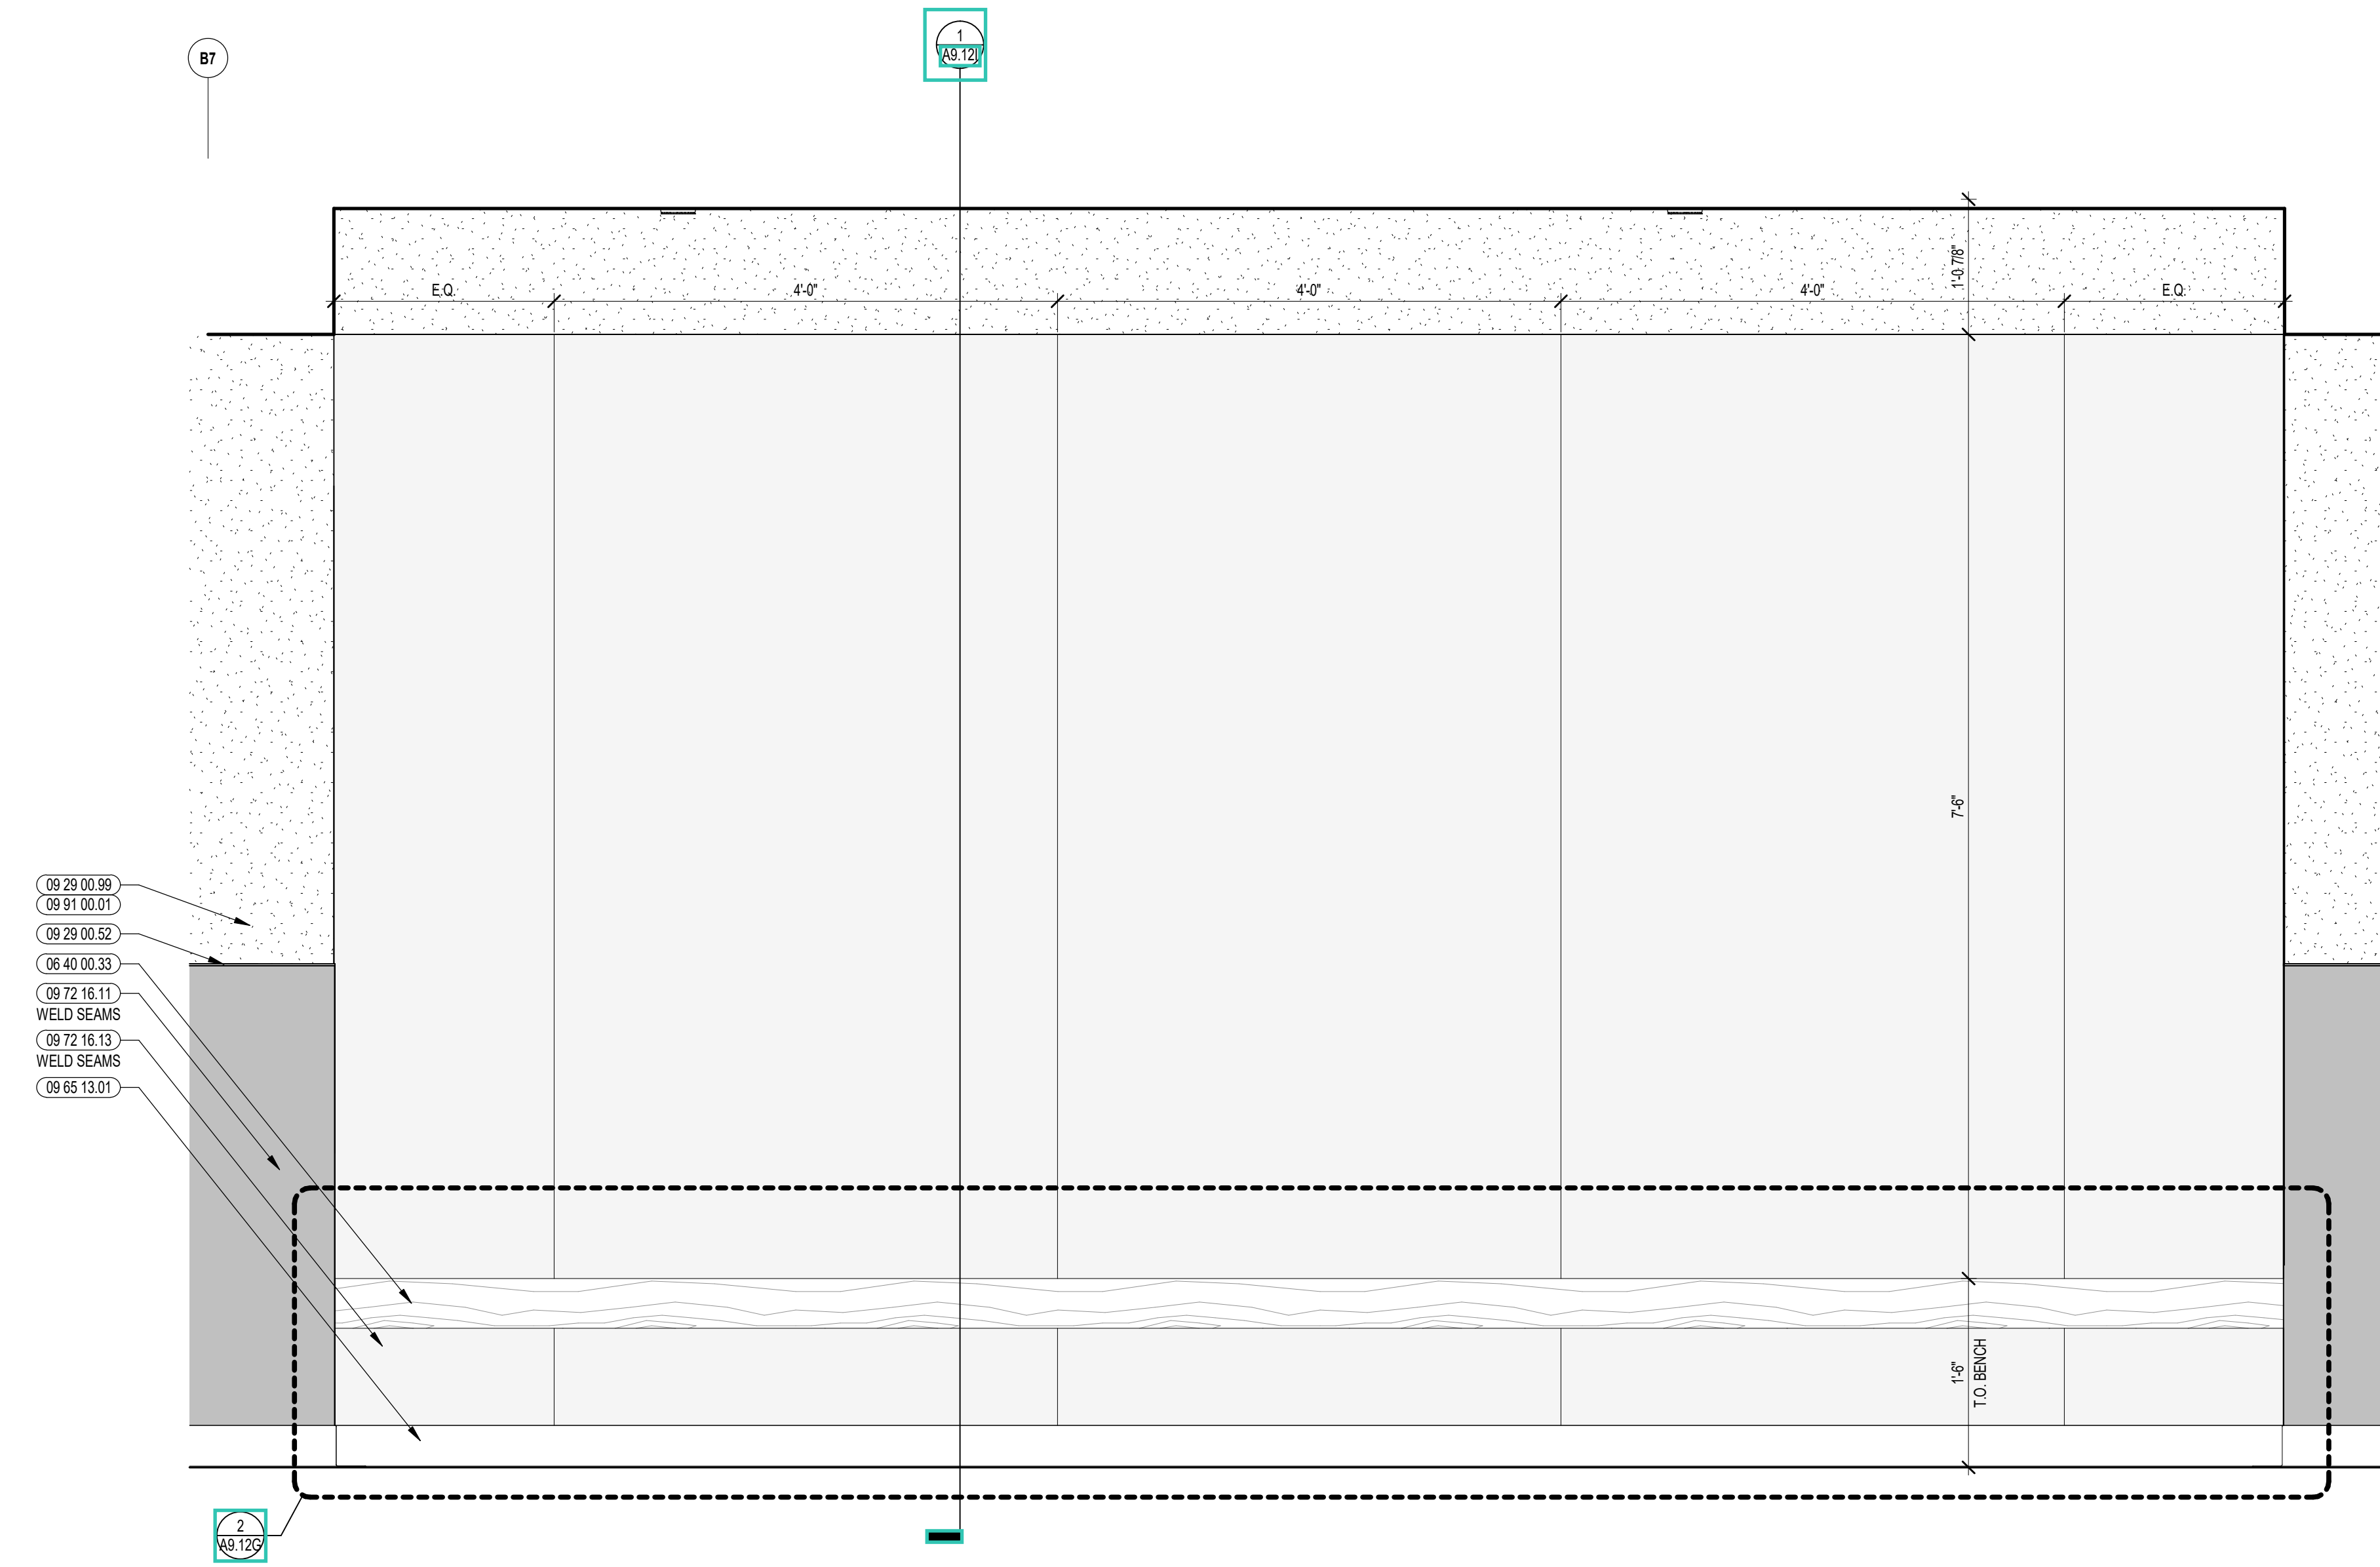 1
A9.12I
B7
1'-0 7/8"
E.Q.
4'-0"
4'-0"
4'-0"
E.Q.
7'-6"
09 29 00.99
09 91 00.01
09 29 00.52
06 40 00.33
09 72 16.11
WELD SEAMS
09 72 16.13
WELD SEAMS
09 65 13.01
1'-6"
T.O. BENCH
2
A9.12G